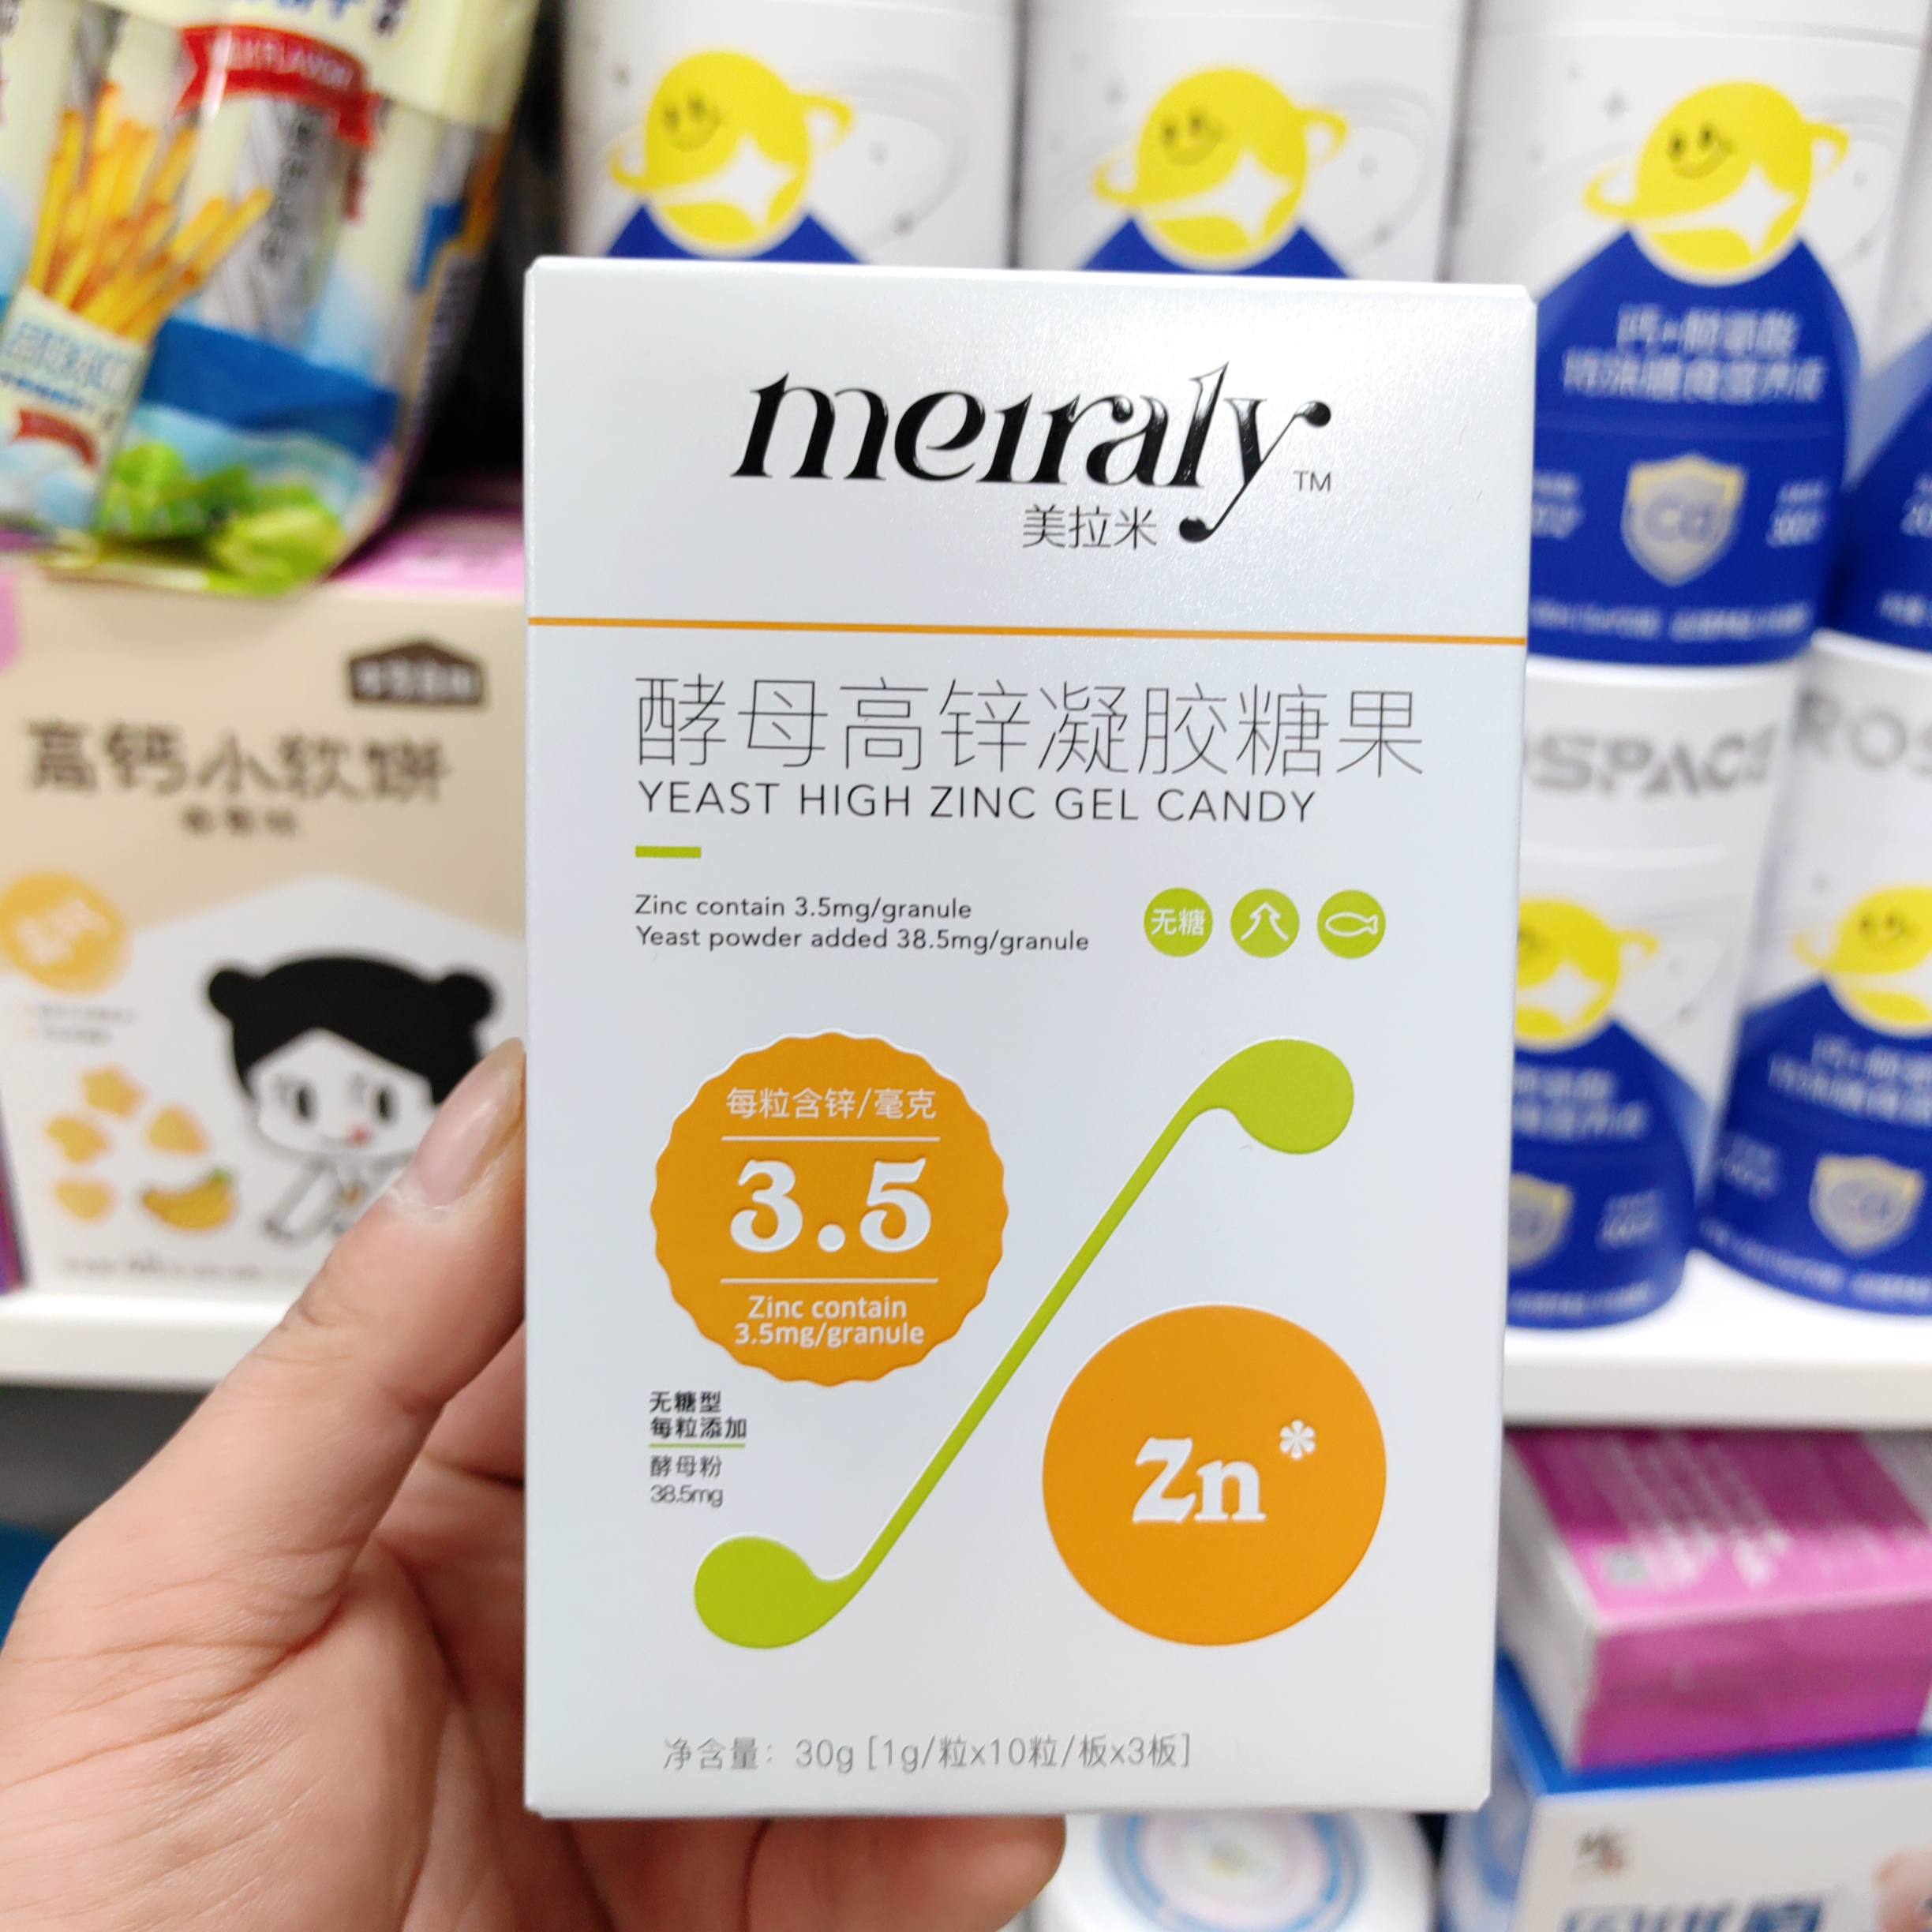 meiraly™
美拉米
酵母高锌凝胶糖果
YEAST HIGH ZINC GEL CANDY
Zinc contain 3.5mg/granule
Yeast powder added 38.5mg/granule
无糖
每粒含锌/毫克
3.5
Zinc contain
3.5mg/granule
无糖型
每粒添加
酵母粉
38.5mg
Zn*
净含量：30g [1g/粒x10粒/板x3板]
高钙小软饼